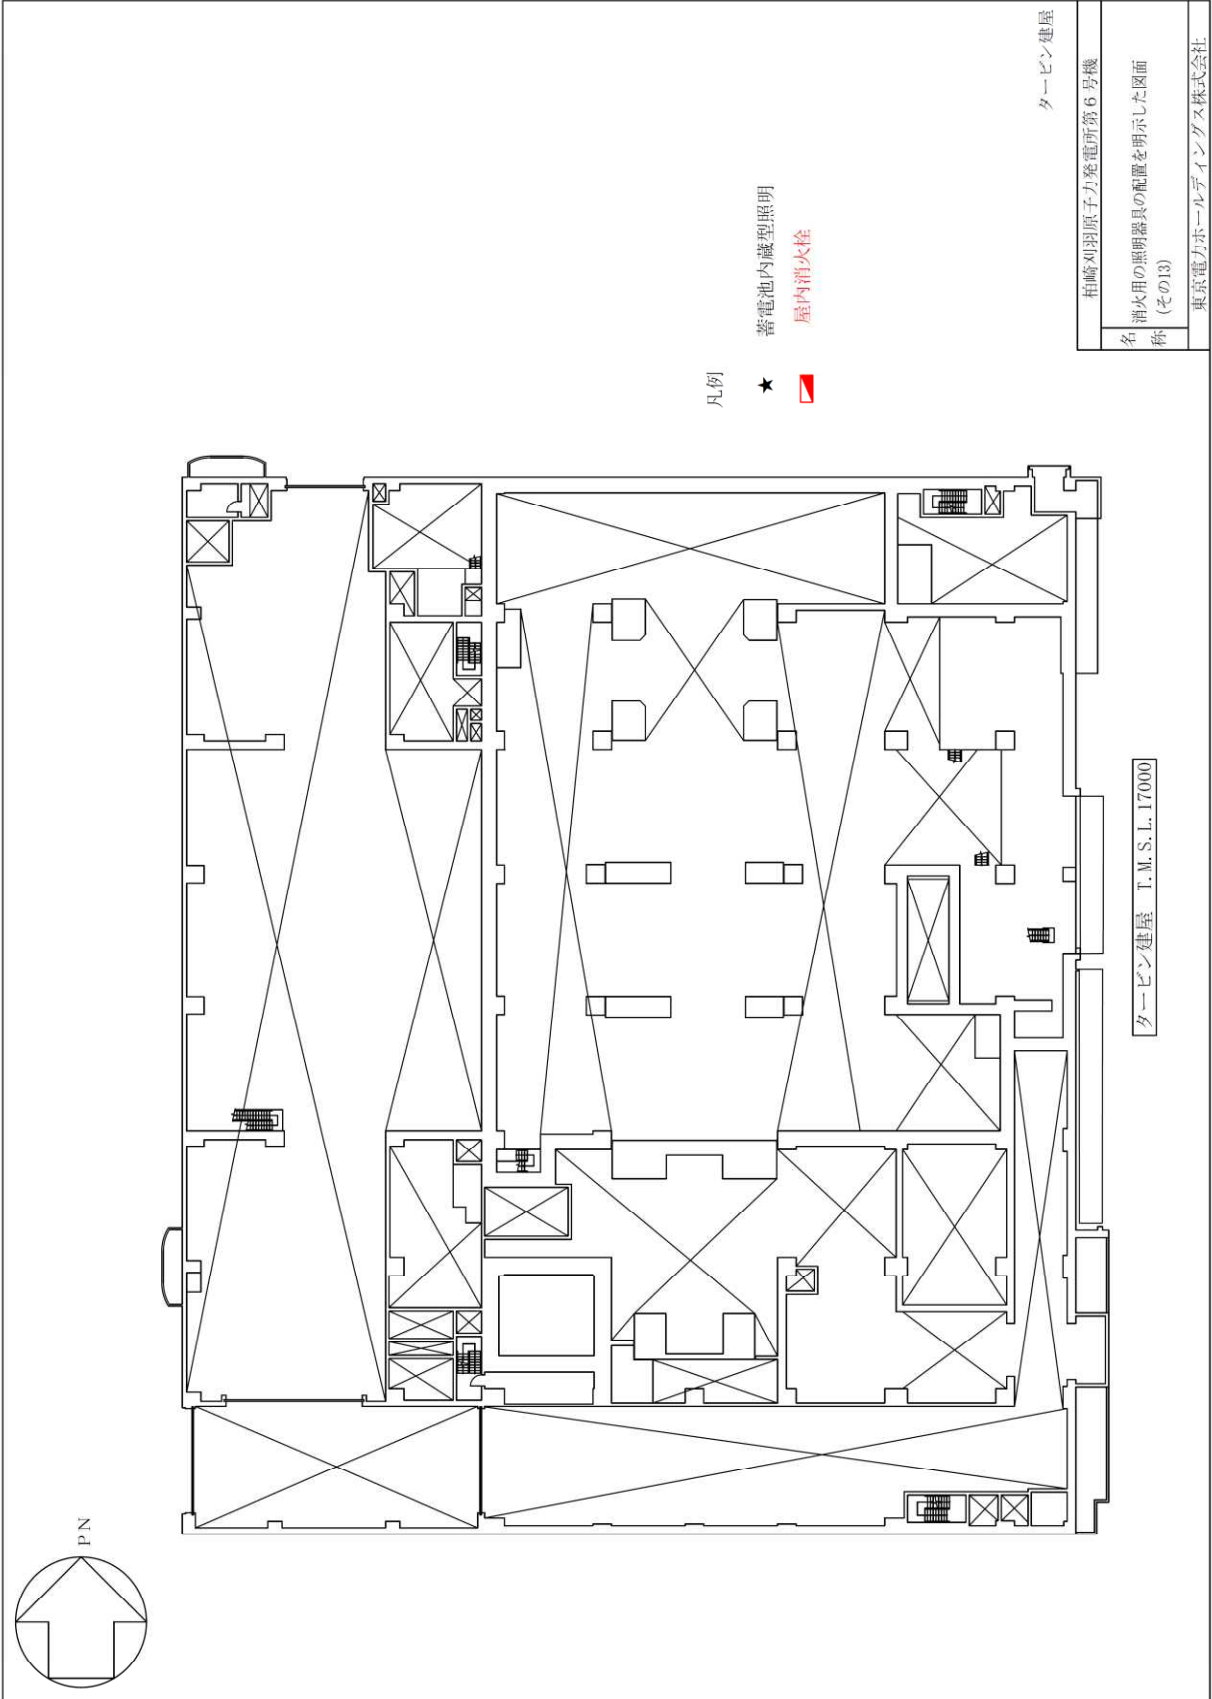 PN
タービン建屋 T.M.S.L.17000
凡例
★ 蓄電池内蔵型照明
屋内消火栓
タービン建屋
柏崎刈羽原子力発電所第6号機
名称
消火用の照明器具の配置を明示した図面
(その13)
東京電力ホールディングス株式会社